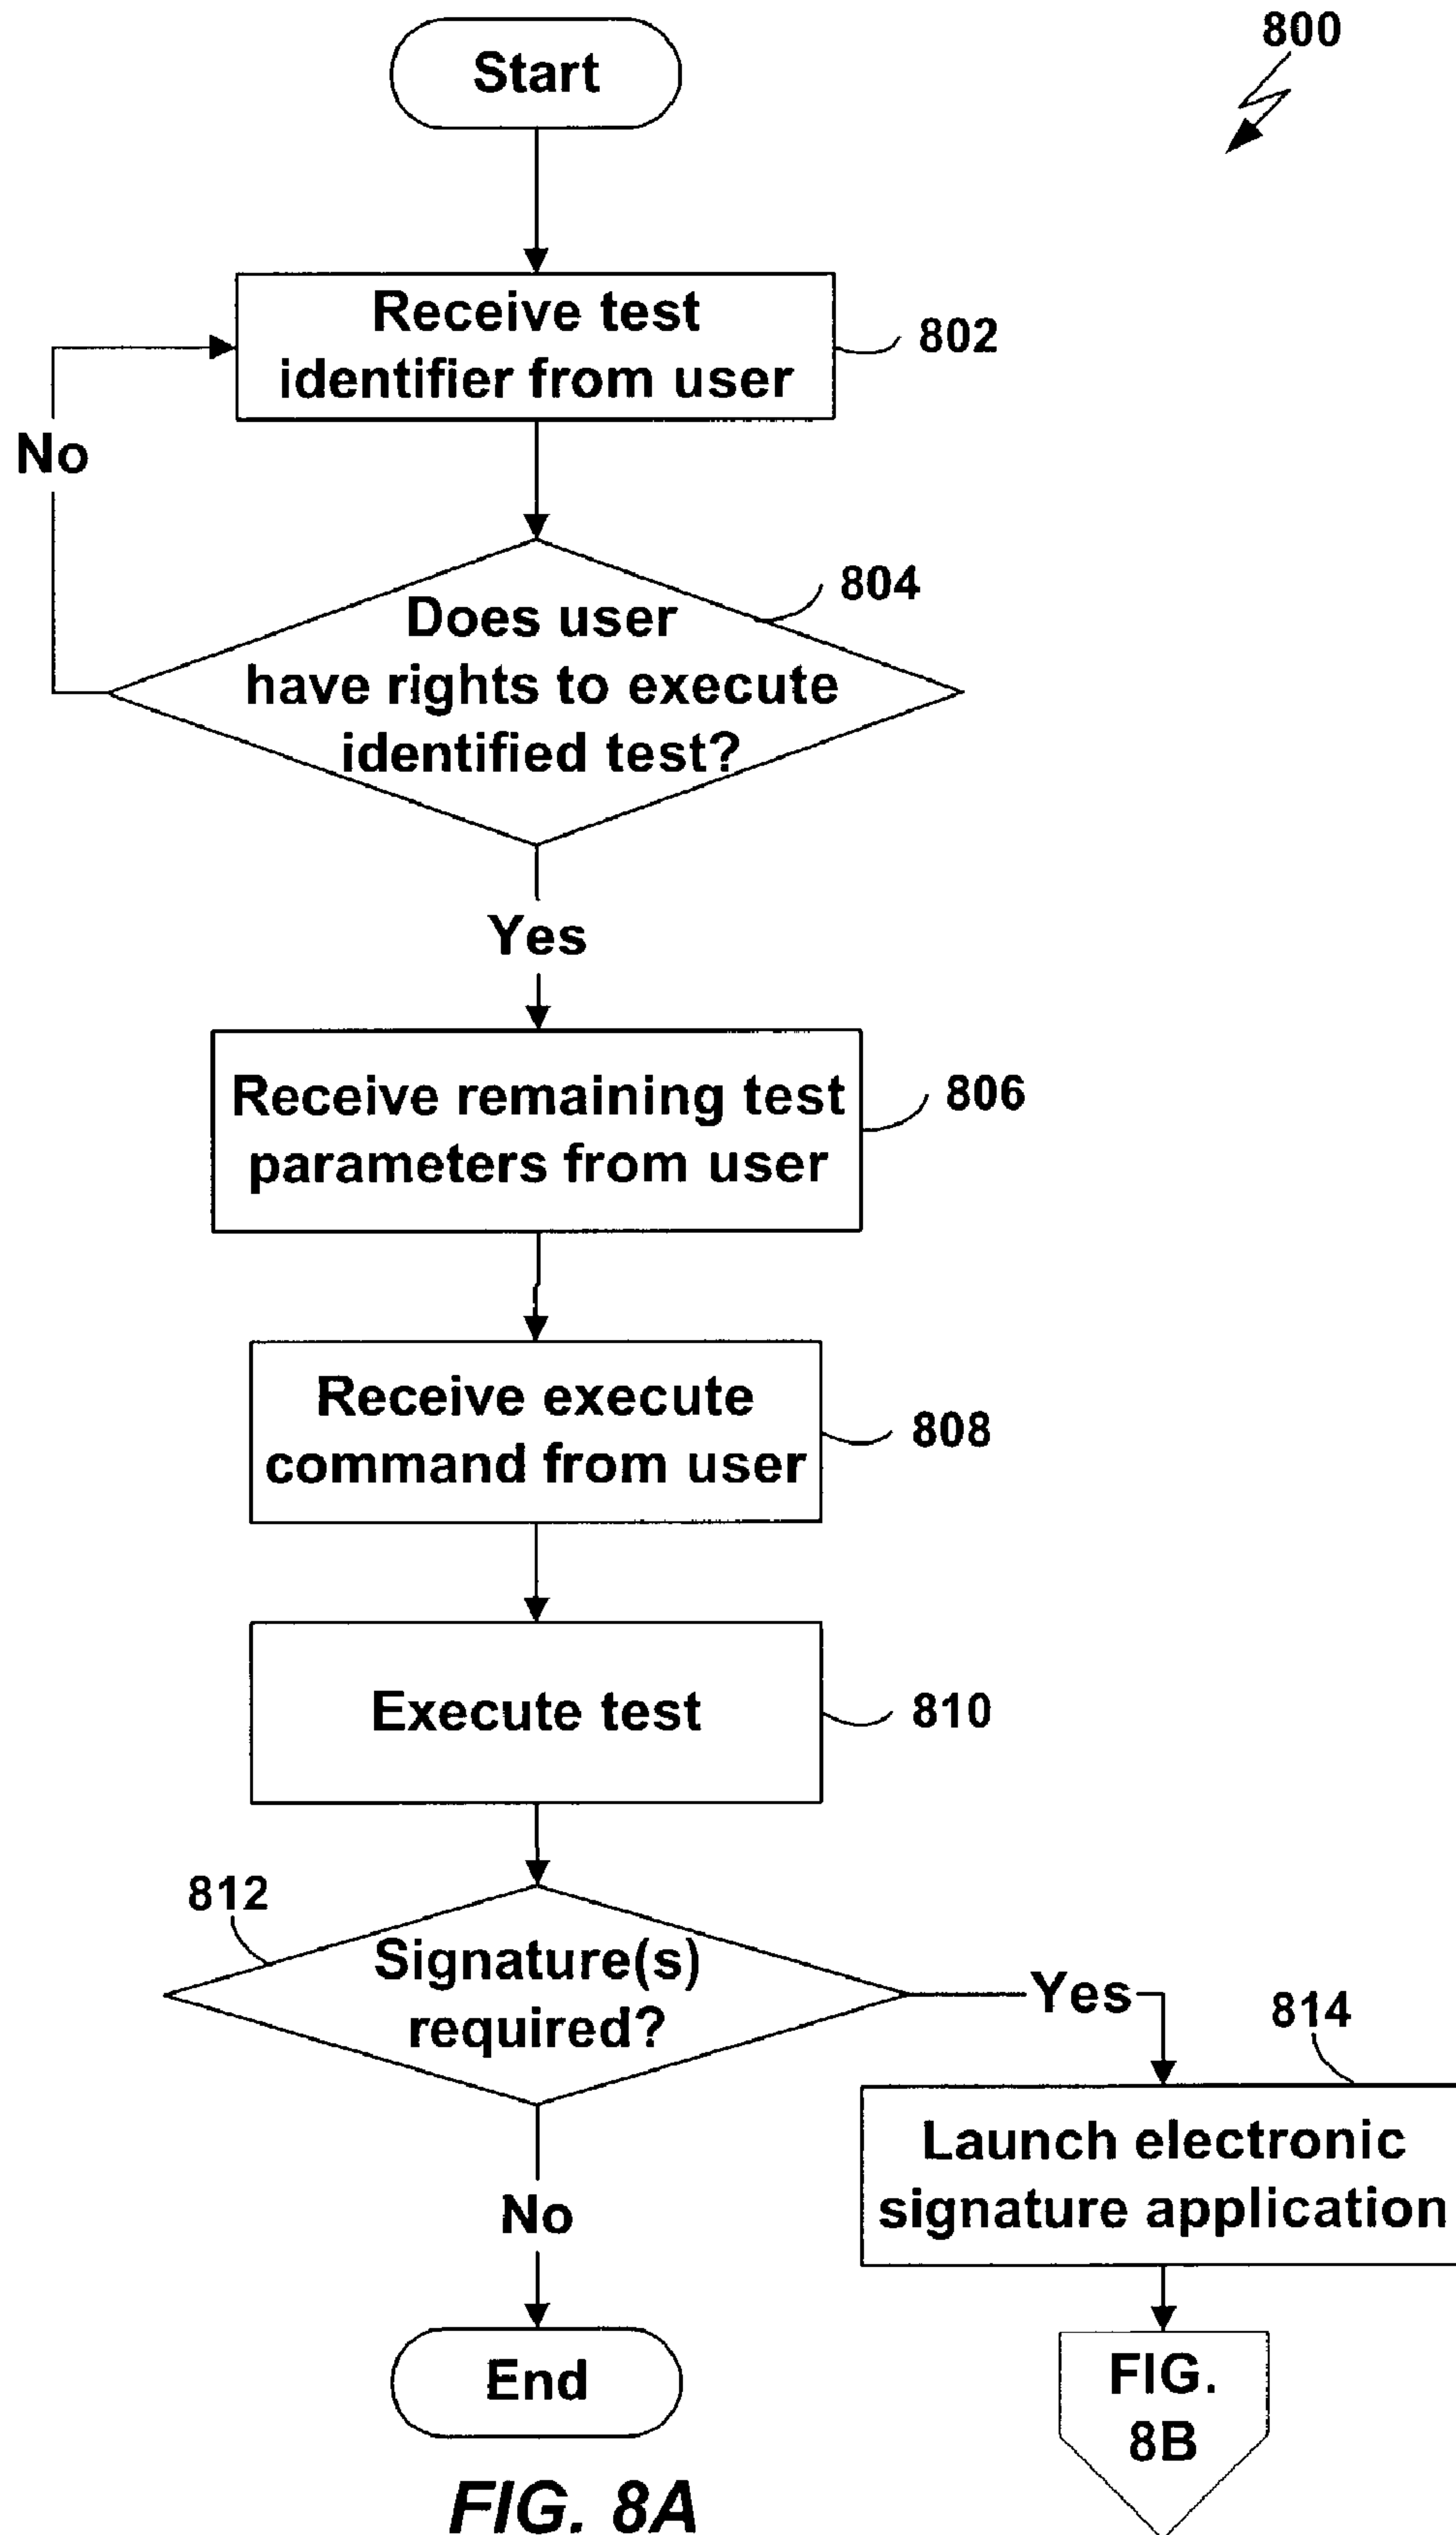 800
Start
Receive test
identifier from user
802
No
804
Does user
have rights to execute
identified test?
Yes
Receive remaining test
parameters from user
806
Receive execute
command from user
808
Execute test
810
812
Signature(s)
required?
Yes
814
Launch electronic
signature application
No
End
FIG.
8B
FIG. 8A